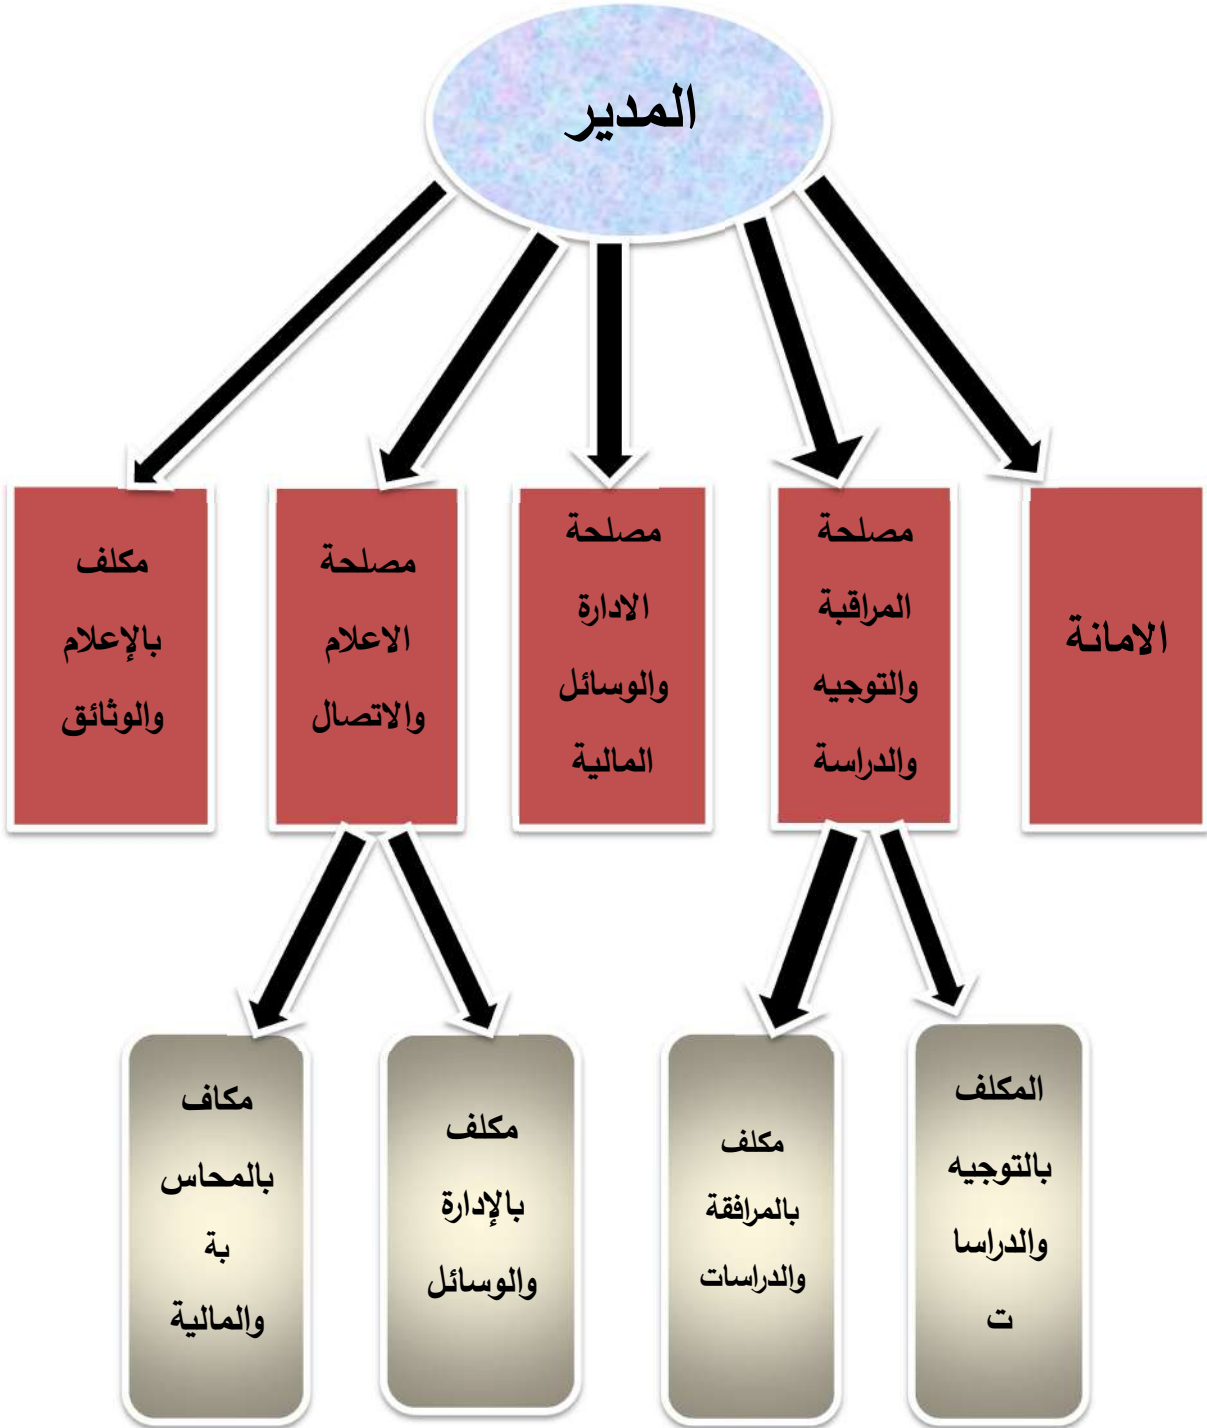 المدير
الامانة
مصلحة
المراقبة
والتوجيه
والدراسة
مصلحة
الادارة
والوسائل
المالية
مصلحة
الاعلام
والاتصال
مكلف
بالإعلام
والوثائق
المكلف
بالتوجيه
والدراسا
ت
مكلف
بالمرافقة
والدراسات
مكلف
بالإدارة
والوسائل
مكاف
بالمحاس
بة
والمالية